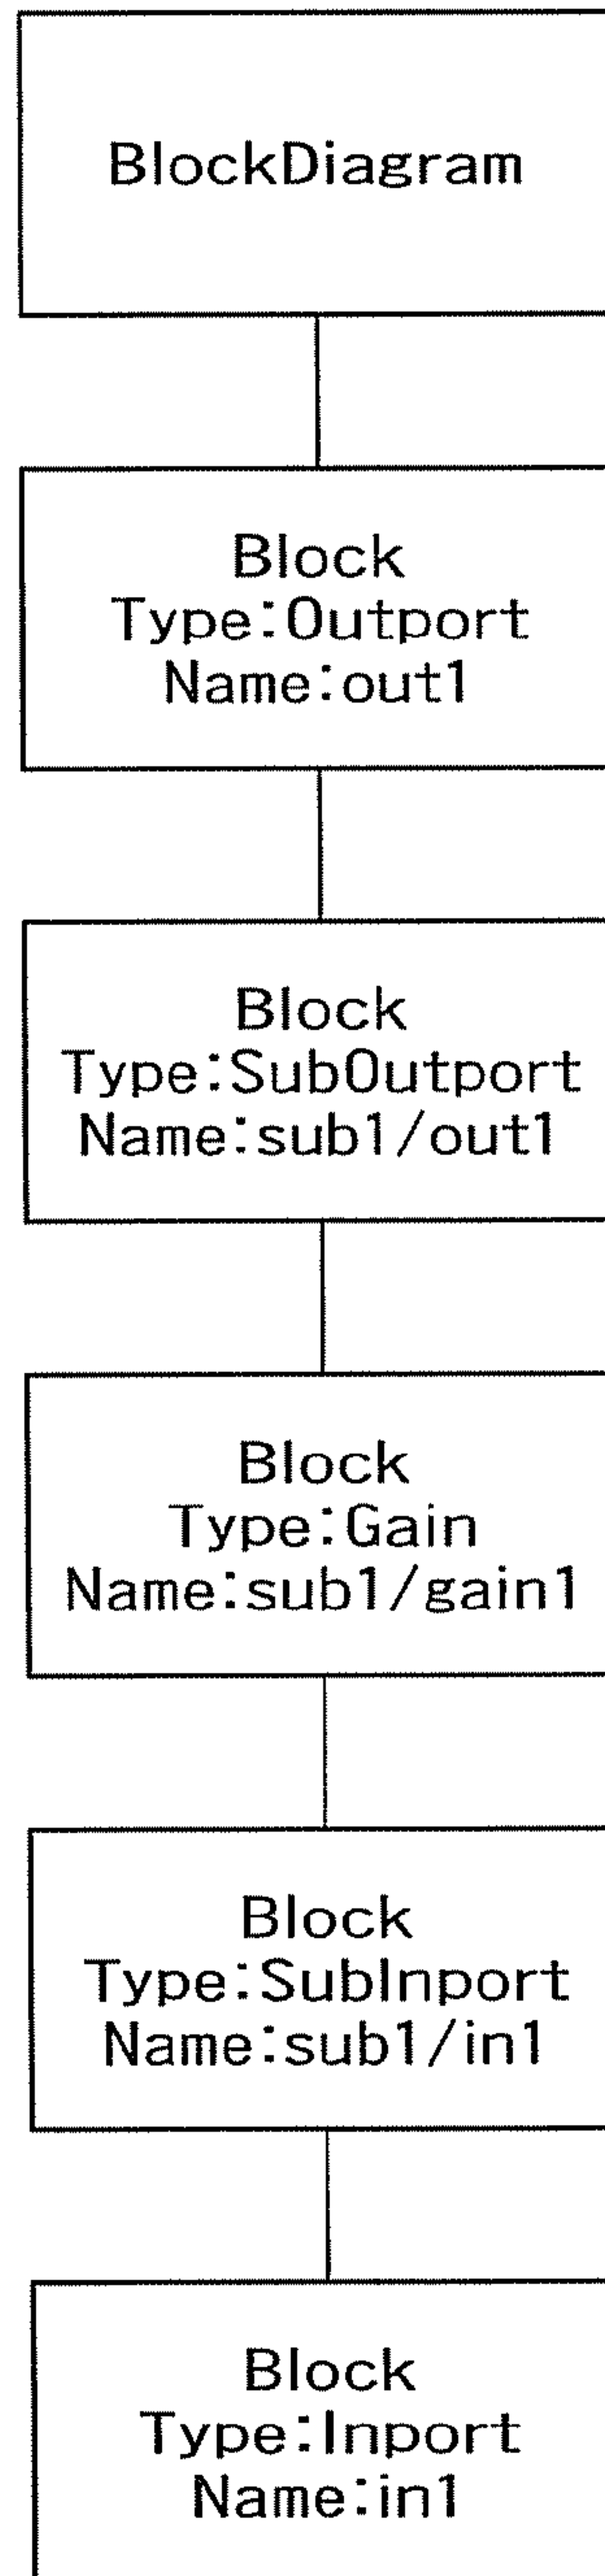 BlockDiagram
Block
Type:Outport
Name:out1
Block
Type:SubOutport
Name:sub1/out1
Block
Type:Gain
Name:sub1/gain1
Block
Type:SubInport
Name:sub1/in1
Block
Type:Inport
Name:in1